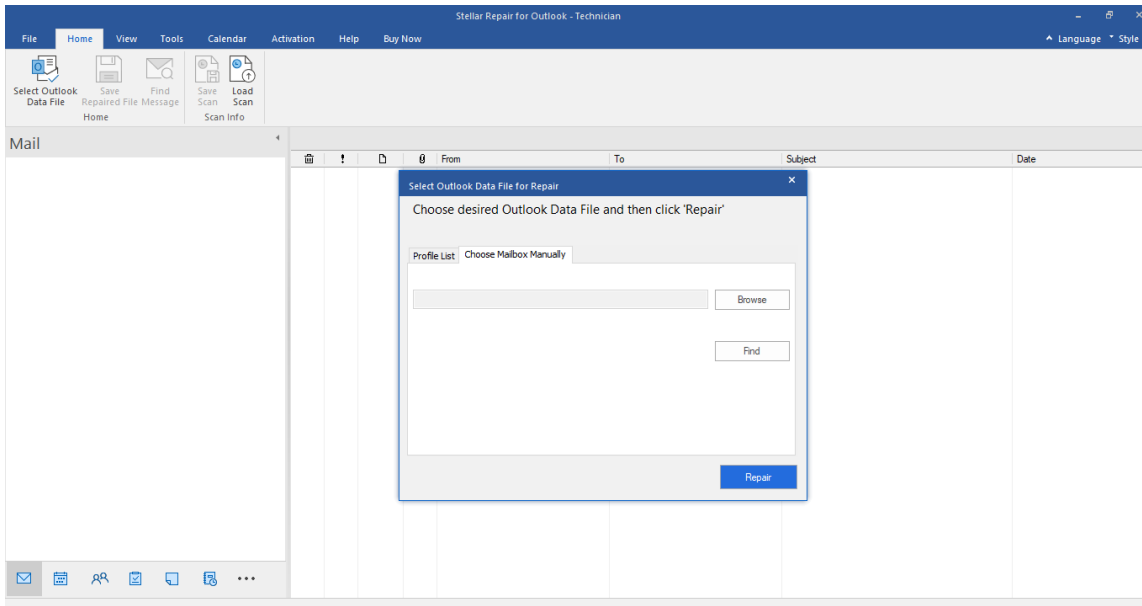 Stellar Repair for Outlook - Technician
File Home View Tools Calendar Activation Help Buy Now Language Style
Select Outlook Data File
Save Repaired File
Find Message
Save Scan
Load Scan
Home
Scan Info
Mail
From To Subject Date
Select Outlook Data File for Repair
Choose desired Outlook Data File and then click 'Repair'
Profile List Choose Mailbox Manually
Browse
Find
Repair